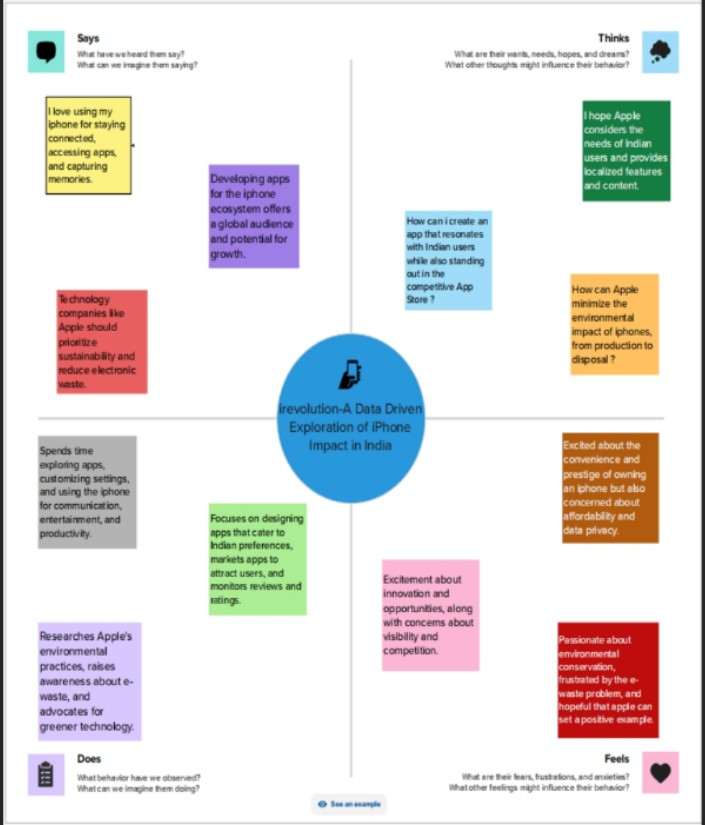 Says
What have we heard them say?
What can we imagine them saying?
Thinks
What are their wants, needs, hopes, and dreams?
What other thoughts might influence their behavior?
I love using my
iphone for staying
connected,
accessing apps,
and capturing
memories.
Developing apps
for the iphone
ecosystem offers
a global audience
and potential for
growth.
Technology
companies like
Apple should
prioritize
sustainability and
reduce electronic
waste.
I hope Apple
considers the
needs of Indian
users and provides
localized features
and content.
How can i create an
app that resonates
with Indian users
while also standing
out in the
competitive App
Store ?
How can Apple
minimize the
environmental
impact of iphones,
from production to
disposal ?
irevolution-A Data Driven
Exploration of iPhone
Impact in India
Spends time
exploring apps,
customizing settings,
and using the iphone
for communication,
entertainment, and
productivity.
Focuses on designing
apps that cater to
Indian preferences,
markets apps to
attract users, and
monitors reviews and
ratings.
Researches Apple's
environmental
practices, raises
awareness about e-
waste, and
advocates for
greener technology.
Excited about the
convenience and
prestige of owning
an iphone but also
concerned about
affordability and
data privacy.
Excitement about
innovation and
opportunities, along
with concerns about
visibility and
competition.
Passionate about
environmental
conservation,
frustrated by the e-
waste problem, and
hopeful that apple can
set a positive example.
Does
What behavior have we observed?
What can we imagine them doing?
Feels
What are their fears, frustrations, and anxieties?
What other feelings might influence their behavior?
See an example